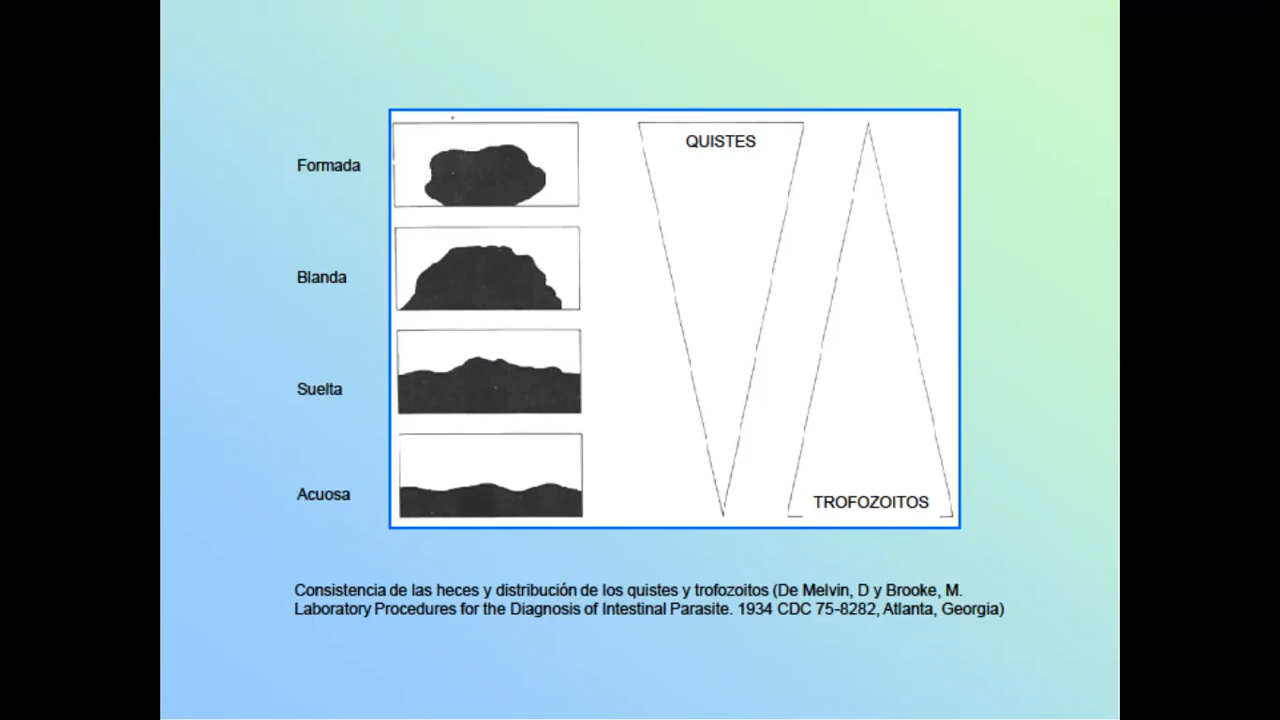 Formada
QUISTES
Blanda
Suelta
Acuosa
TROFOZOITOS
Consistencia de las heces y distribución de los quistes y trofozoitos (De Melvin, D y Brooke, M.
Laboratory Procedures for the Diagnosis of Intestinal Parasite. 1934 CDC 75-8282, Atlanta, Georgia)